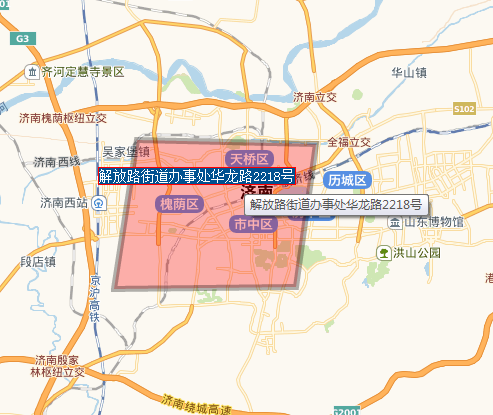 G3
齐河定慧寺景区
华山镇
济南立交
S102
济南槐荫枢纽立交
全福立交
吴家堡镇
天桥区
济南西线
解放路街道办事处华龙路2218号
线
历城区
济南
济南西站
槐荫区
解放路街道办事处华龙路2218号
市中区
山东博物馆
洪山公园
段店镇
京沪高铁
港
济南殷家
林枢纽立交
济南绕城高速
G2001